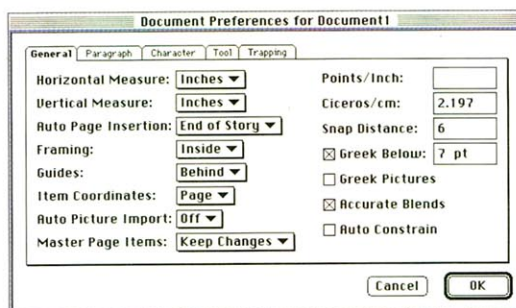 Document Preferences for Document1
General Paragraph Character Tool Trapping
Horizontal Measure: Inches
Vertical Measure: Inches
Auto Page Insertion: End of Story
Framing: Inside
Guides: Behind
Item Coordinates: Page
Auto Picture Import: Off
Master Page Items: Keep Changes
Points/Inch:
Ciceros/cm: 2.197
Snap Distance: 6
Greek Below: 7 pt
Greek Pictures
Accurate Blends
Auto Constrain
Cancel OK